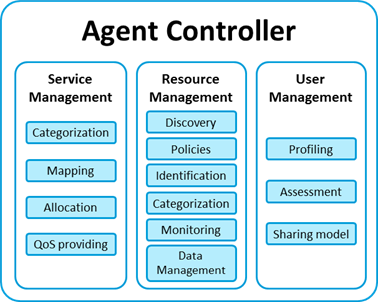 Agent Controller
Service
Management
Categorization
Mapping
Allocation
QoS providing
Resource
Management
Discovery
Policies
Identification
Categorization
Monitoring
Data
Management
User
Management
Profiling
Assessment
Sharing model